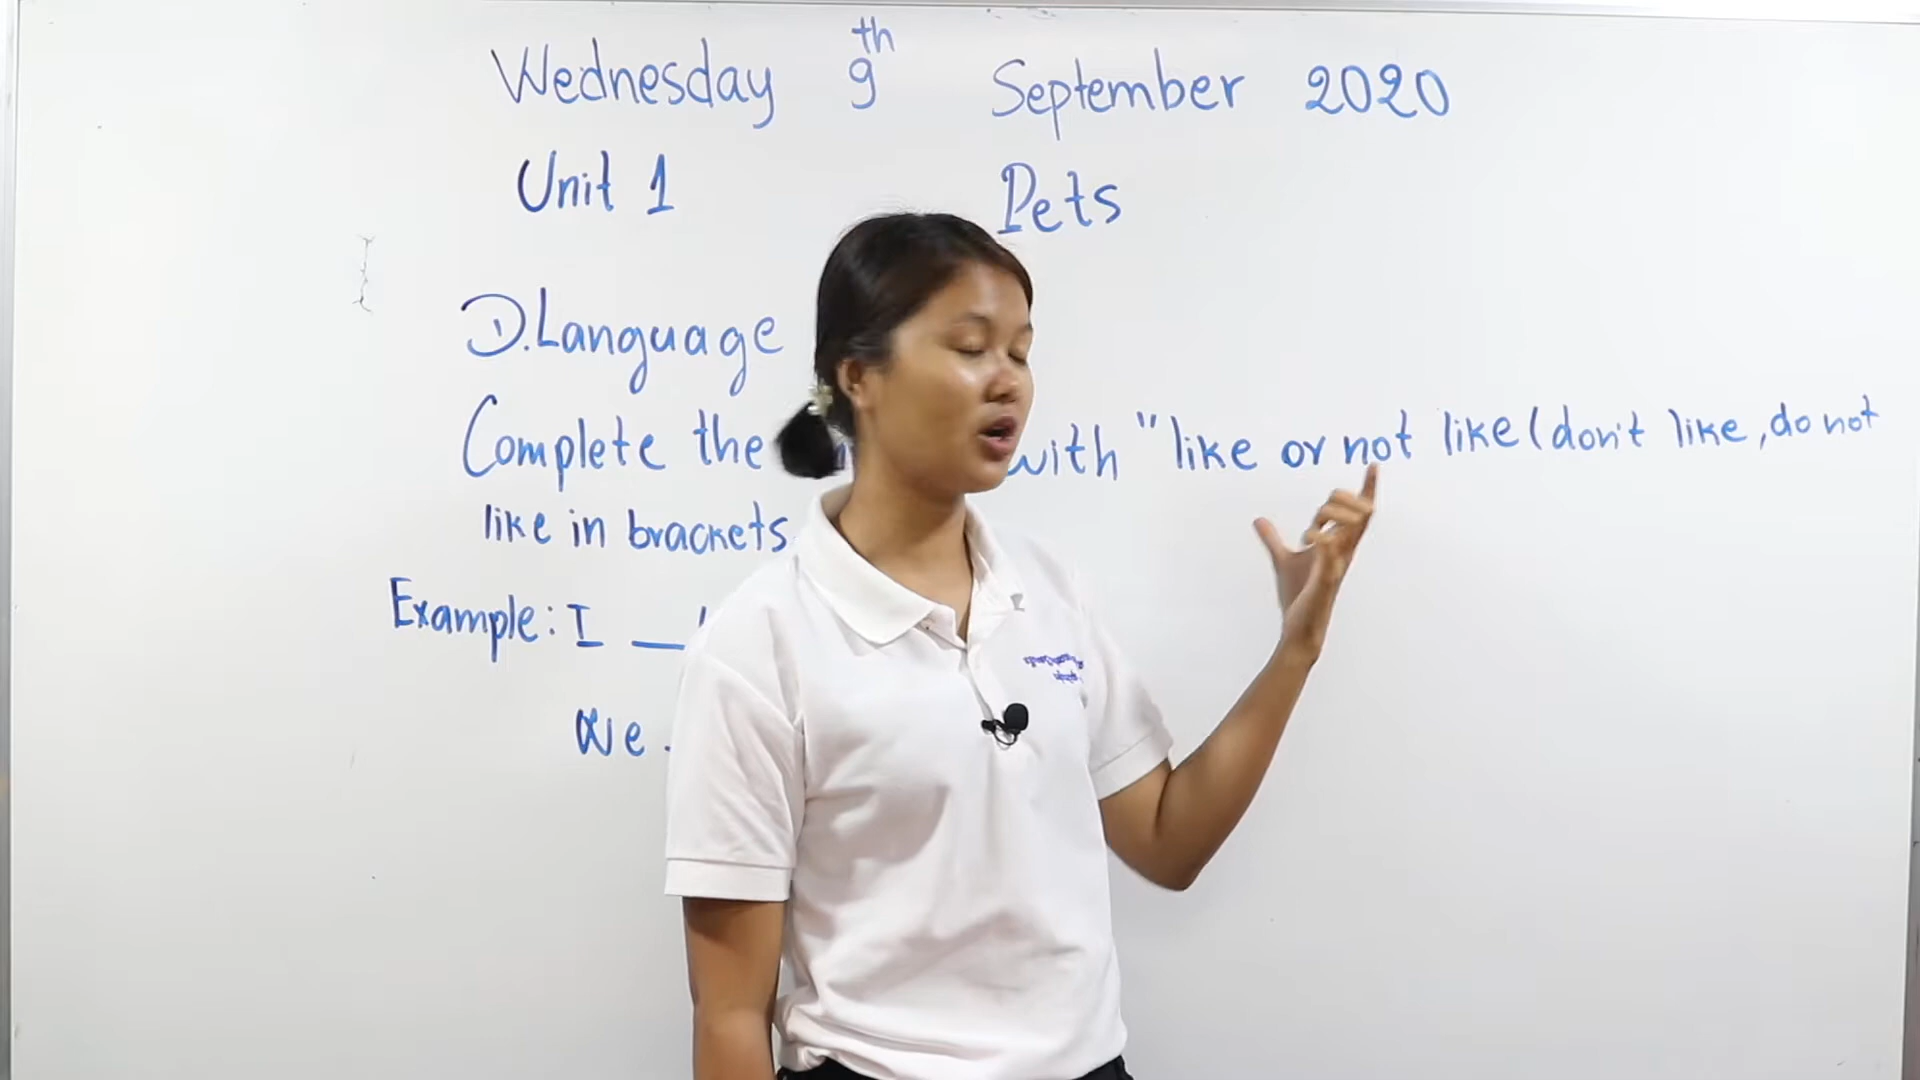 Wednesday 9th September 2020
Unit 1 Pets
D.Language
Complete the with "like or not like (don't like, do not
like in brackets.
Example: I __
We